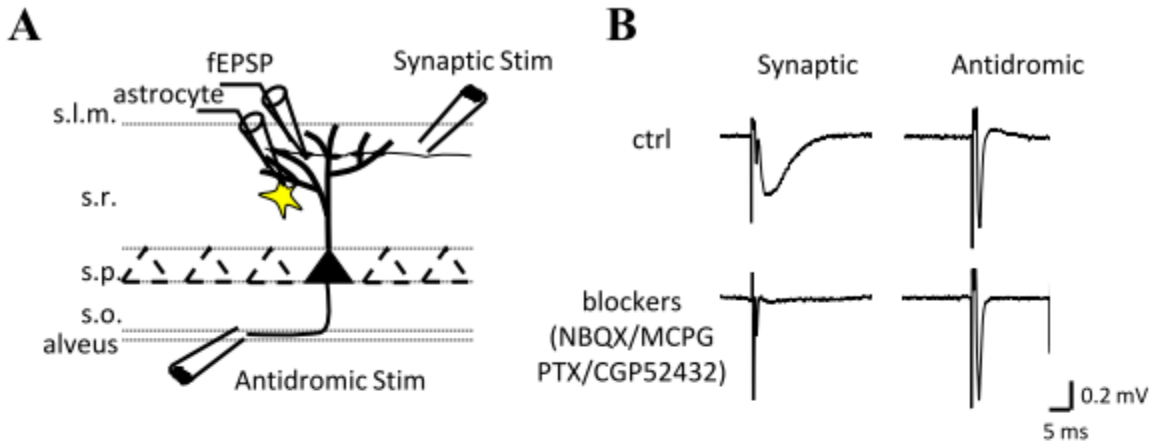 A
fEPSP
astrocyte
Synaptic Stim
s.l.m.
s.r.
s.p.
s.o.
alveus
Antidromic Stim
B
Synaptic
Antidromic
ctrl
blockers
(NBQX/MCPG
PTX/CGP52432)
0.2 mV
5 ms